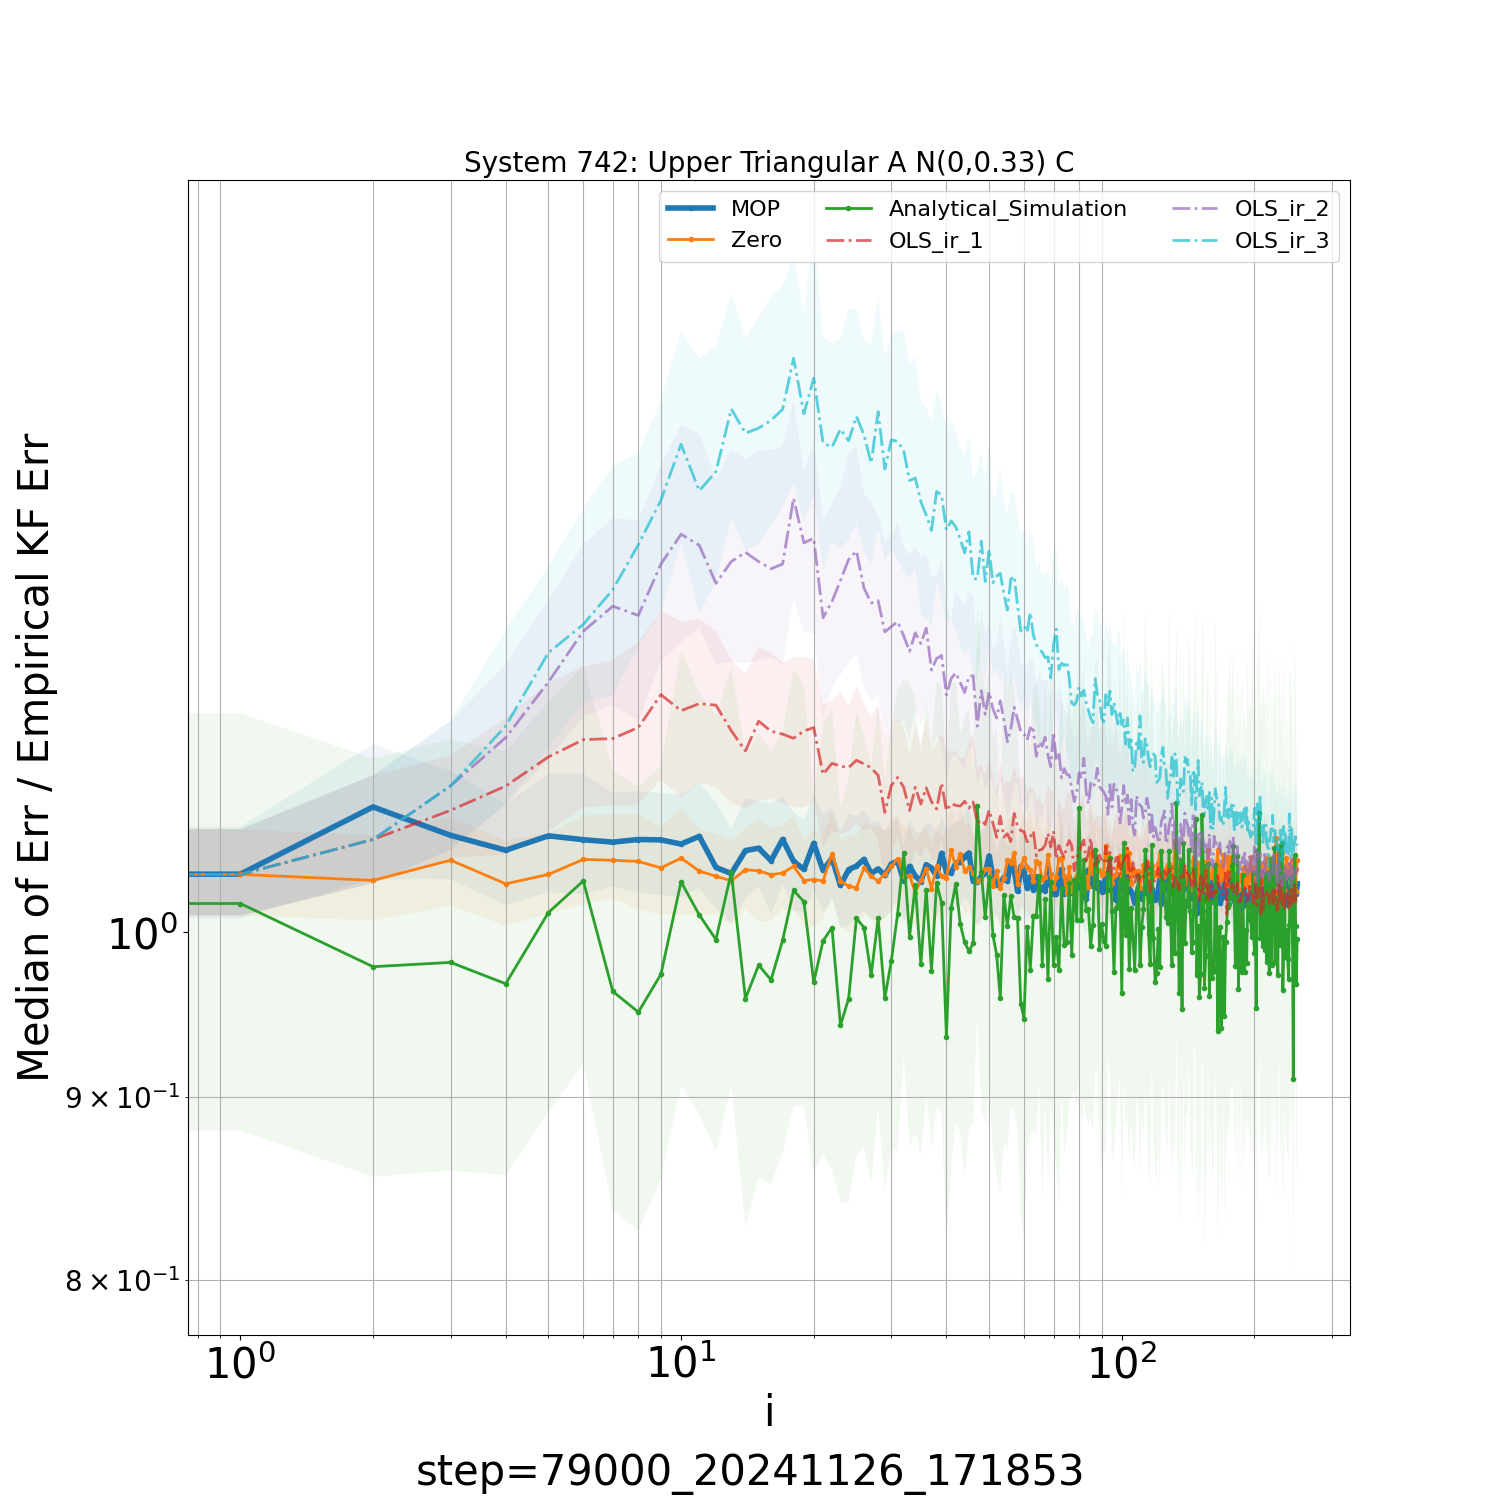 System 742: Upper Triangular A N(0,0.33) C
MOP
Zero
Analytical_Simulation
OLS_ir_1
OLS_ir_2
OLS_ir_3
Median of Err / Empirical KF Err
10⁰
9 × 10⁻¹
8 × 10⁻¹
10⁰ 10¹ 10²
i
step=79000_20241126_171853